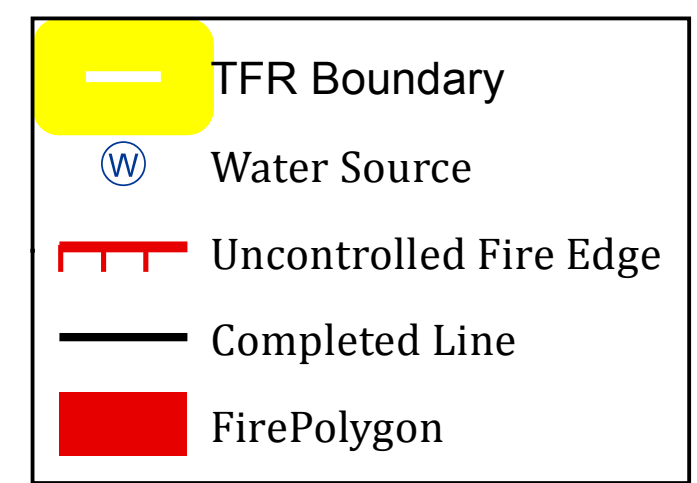 TFR Boundary
Ⓦ Water Source
Uncontrolled Fire Edge
Completed Line
FirePolygon